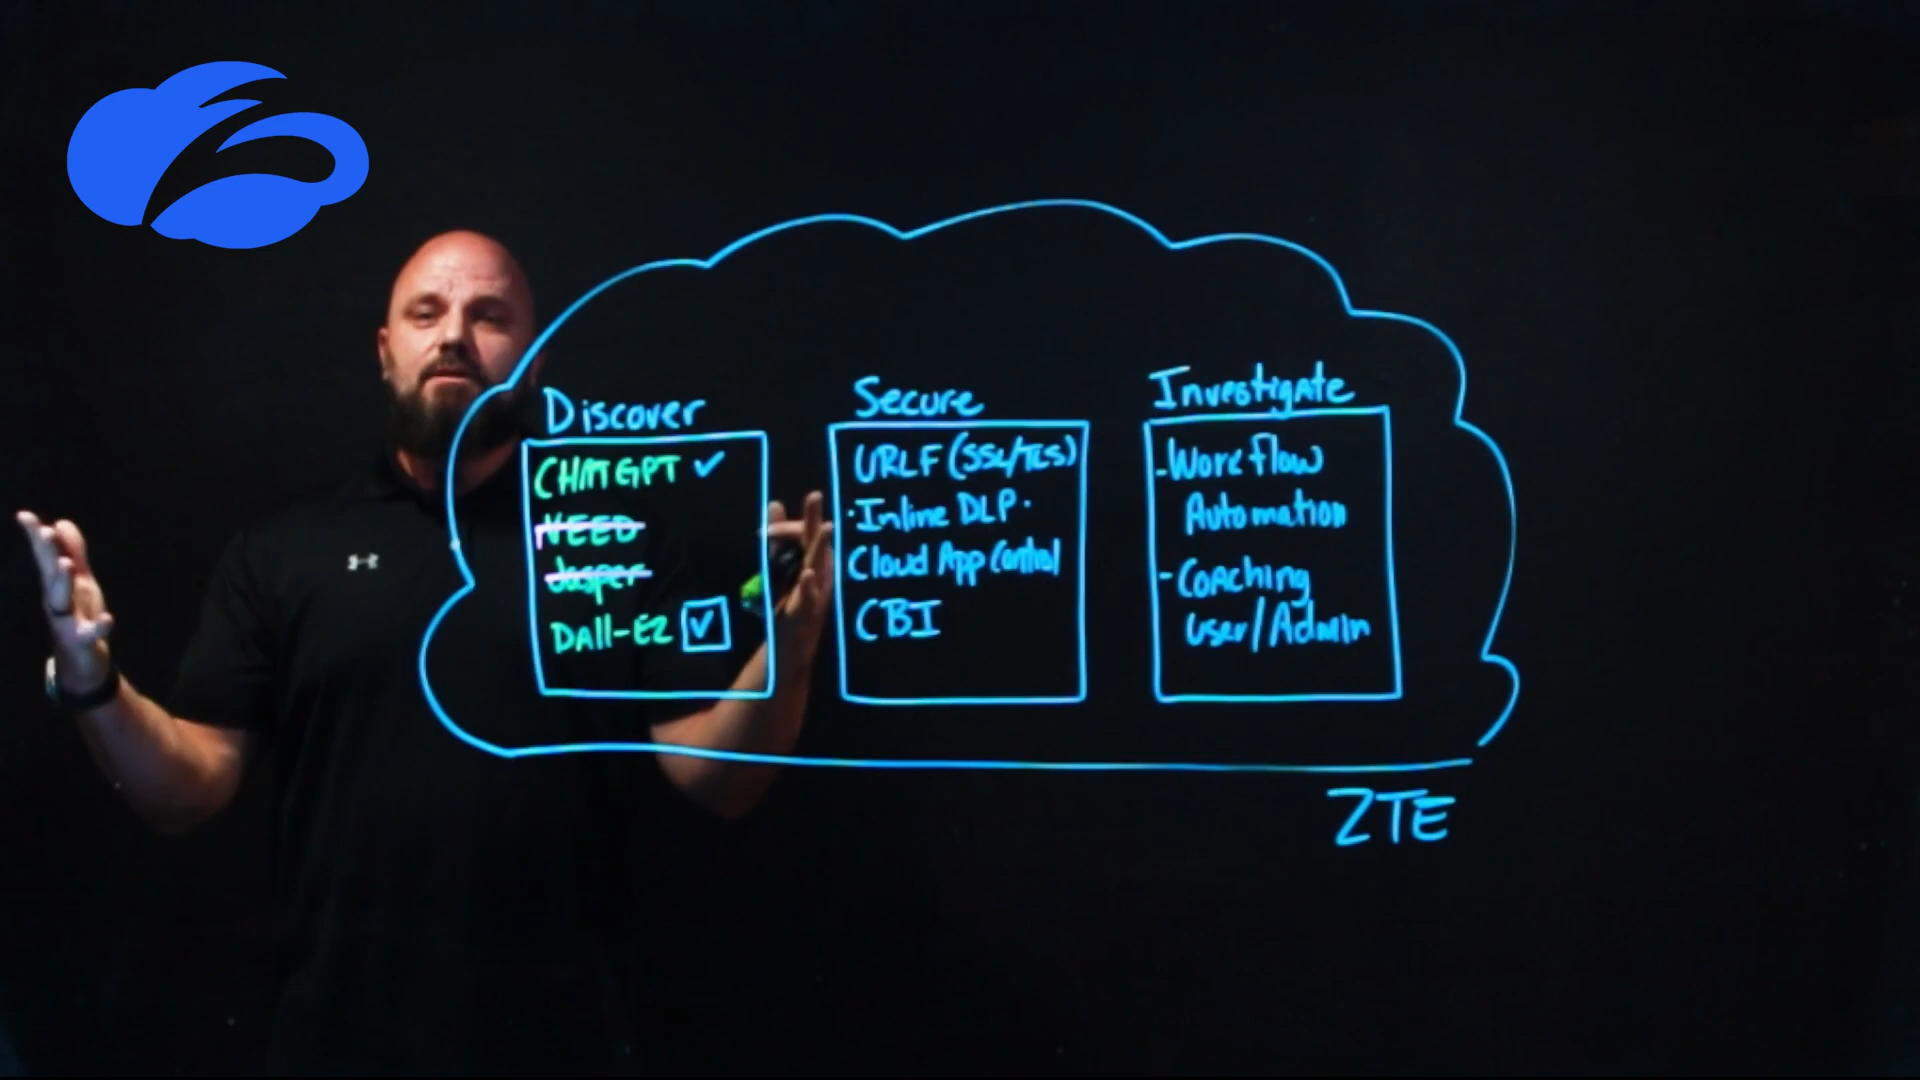 Discover
CHATGPT ✓
NEED
Jasper
DAll-E2 ✓
Secure
URLF (SSL/TLS)
·Inline DLP·
Cloud App Control
CBI
Investigate
-Workflow
Automation
-Coaching
User/Admin
ZTE